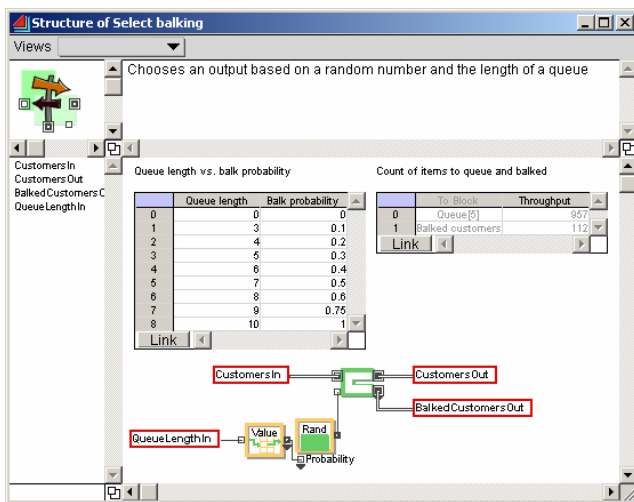 Structure of Select balking
Views
Chooses an output based on a random number and the length of a queue
CustomersIn
CustomersOut
BalkedCustomersC
QueueLengthIn
Queue length vs. balk probability
Queue length Balk probability
0 0 0
1 3 0.1
2 4 0.2
3 5 0.3
4 6 0.4
5 7 0.5
6 8 0.6
7 9 0.75
8 10 1
Link
Count of items to queue and balked
To Block Throughput
0 Queue[5] 957
1 Balked customers 112
Link
CustomersIn
CustomersOut
BalkedCustomersOut
QueueLengthIn
Value
Rand
Probability